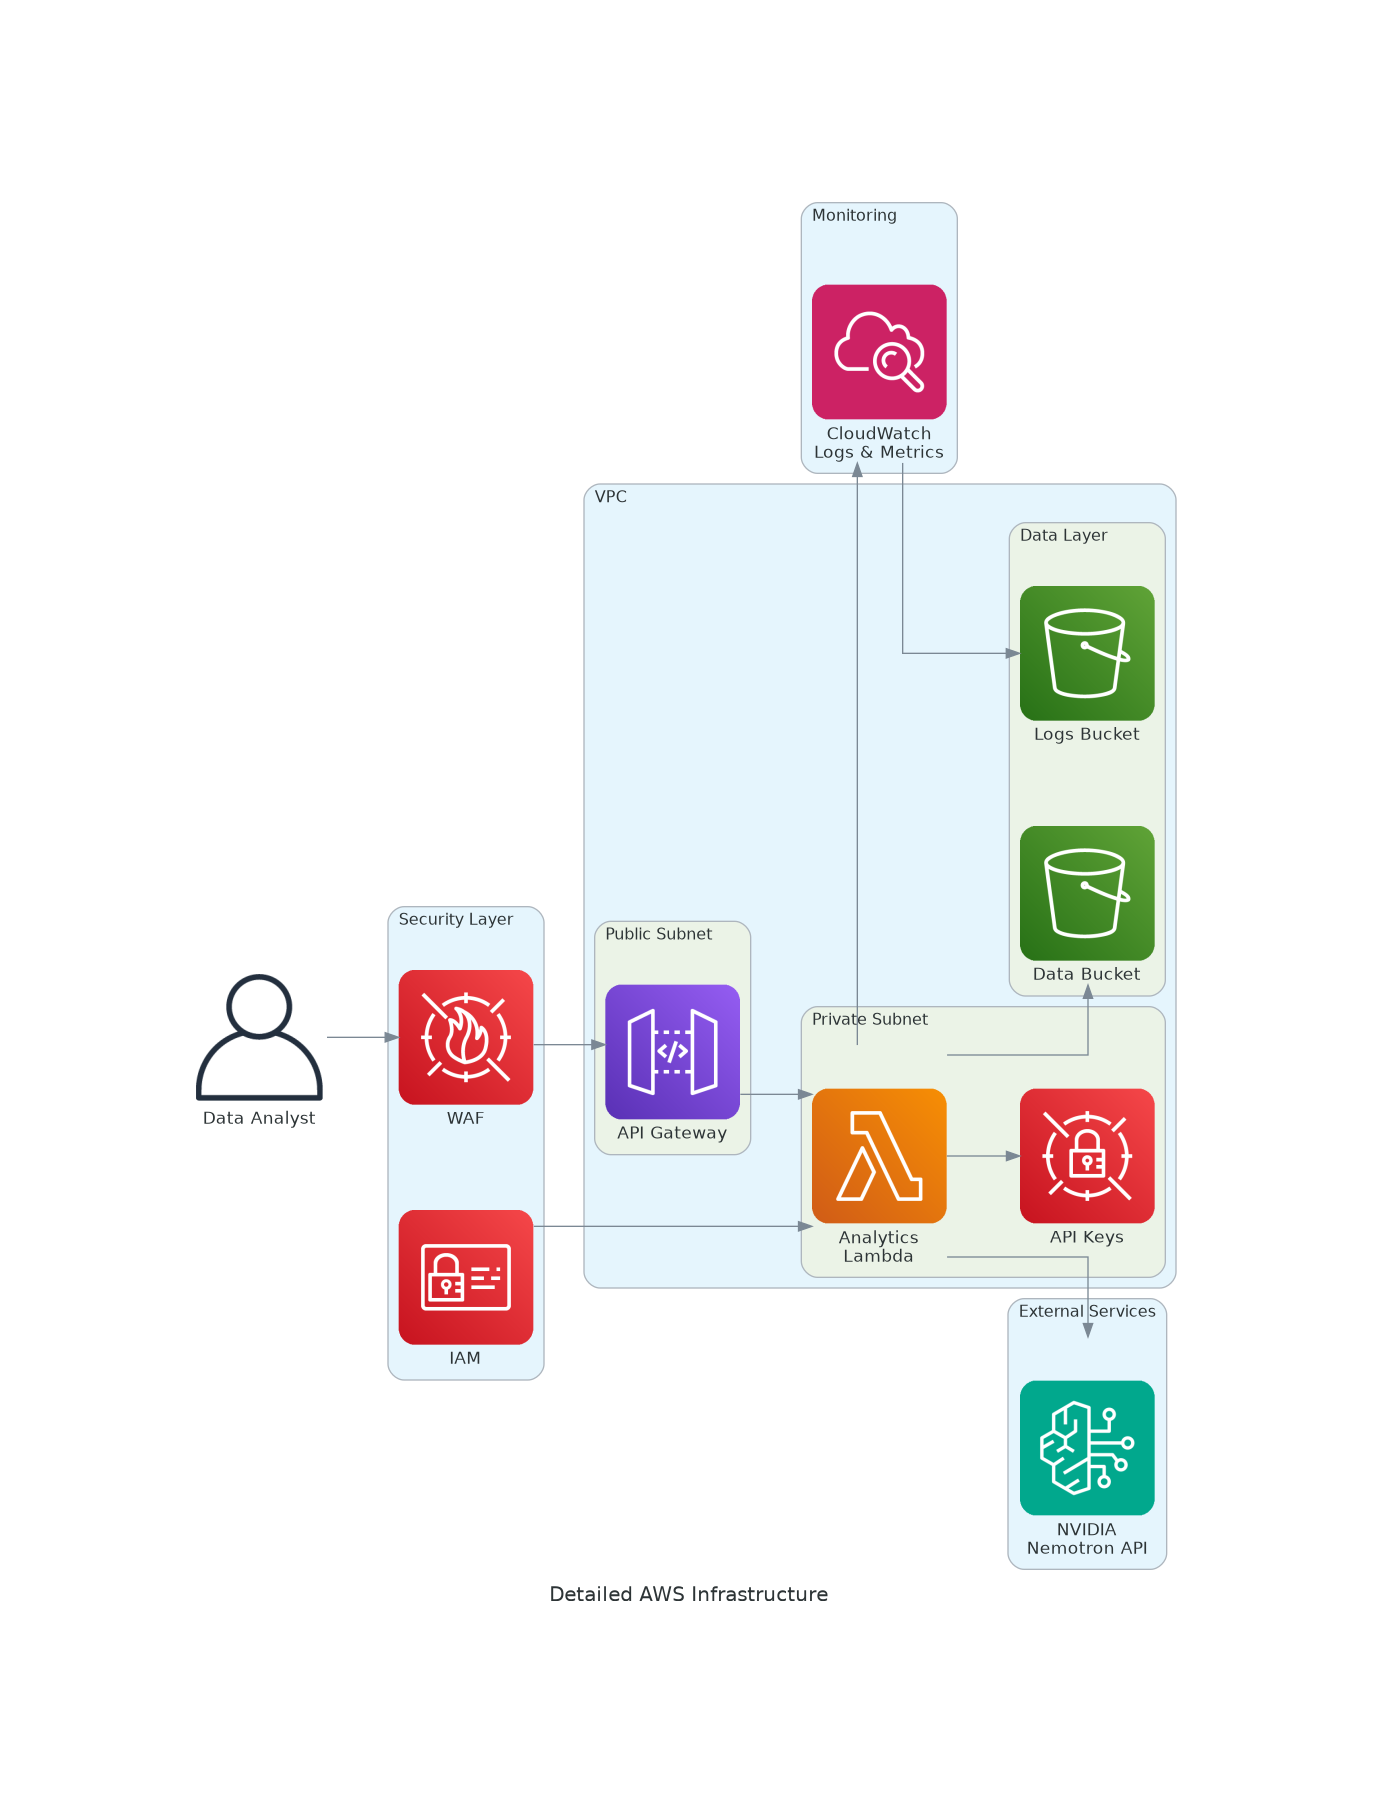 Monitoring
CloudWatch
Logs & Metrics
VPC
Data Layer
Logs Bucket
Data Bucket
Security Layer
WAF
IAM
Data Analyst
Public Subnet
API Gateway
Private Subnet
Analytics
Lambda
API Keys
External Services
NVIDIA
Nemotron API
Detailed AWS Infrastructure